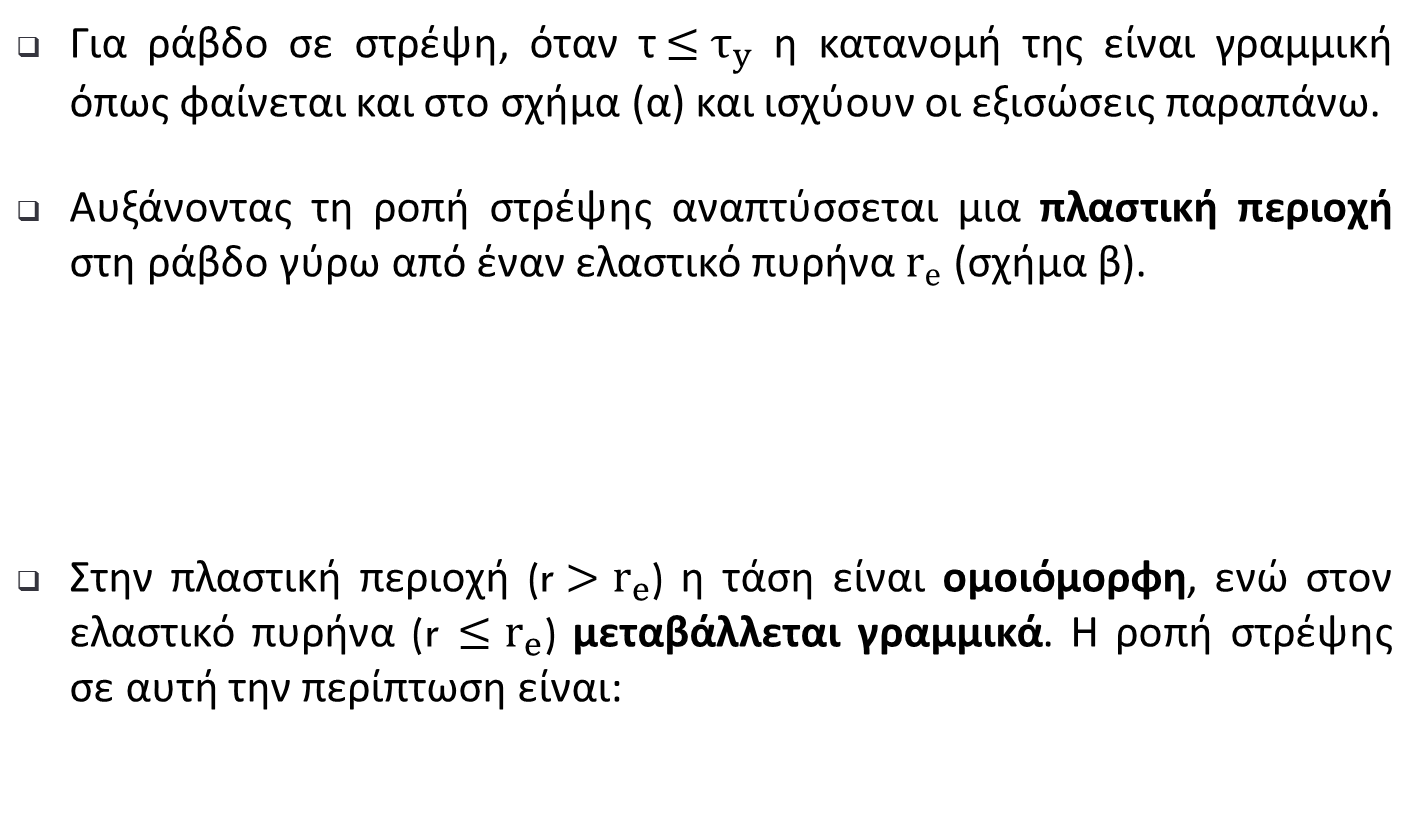 ❑ Για ράβδο σε στρέψη, όταν τ ≤ τy η κατανομή της είναι γραμμική
όπως φαίνεται και στο σχήμα (α) και ισχύουν οι εξισώσεις παραπάνω.
❑ Αυξάνοντας τη ροπή στρέψης αναπτύσσεται μια πλαστική περιοχή
στη ράβδο γύρω από έναν ελαστικό πυρήνα re (σχήμα β).
❑ Στην πλαστική περιοχή (r > re) η τάση είναι ομοιόμορφη, ενώ στον
ελαστικό πυρήνα (r ≤ re) μεταβάλλεται γραμμικά. Η ροπή στρέψης
σε αυτή την περίπτωση είναι: